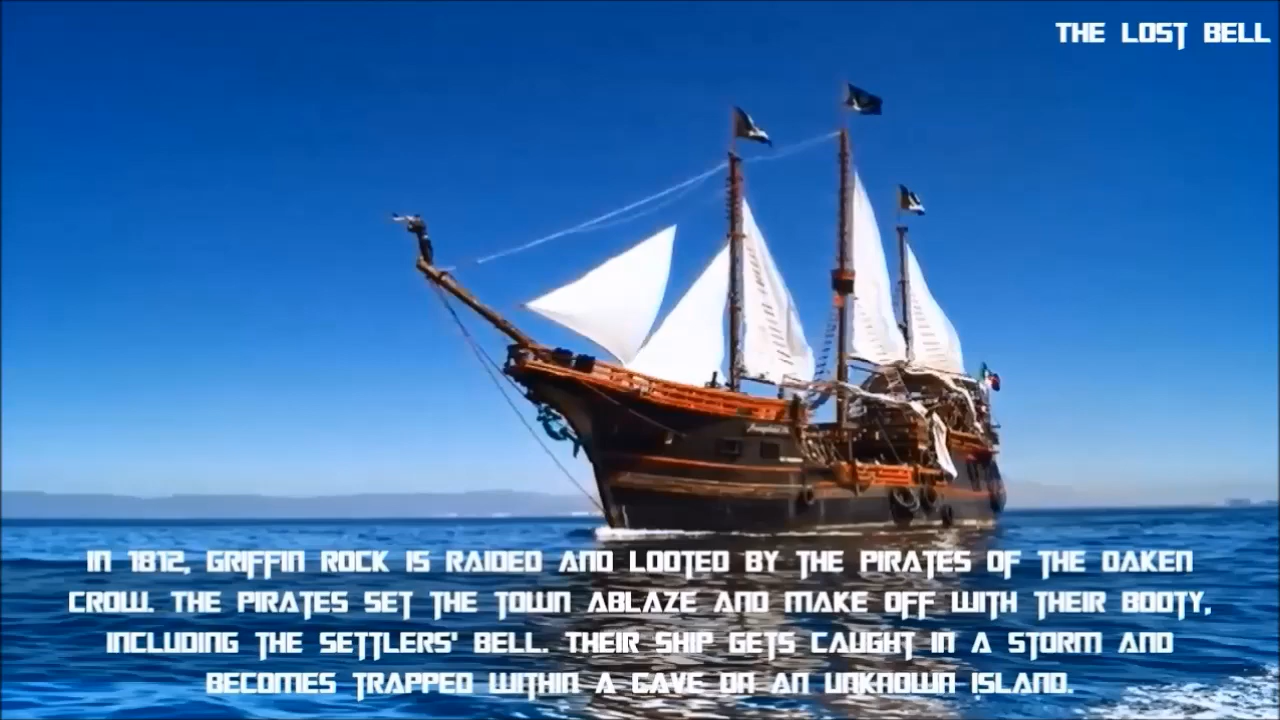 THE LOST BELL
IN 1812, GRIFFIN ROCK IS RAIDED AND LOOTED BY THE PIRATES OF THE OAKEN
CROW. THE PIRATES SET THE TOWN ABLAZE AND MAKE OFF WITH THEIR BOOTY,
INCLUDING THE SETTLERS' BELL. THEIR SHIP GETS CAUGHT IN A STORM AND
BECOMES TRAPPED WITHIN A CAVE ON AN UNKNOWN ISLAND.